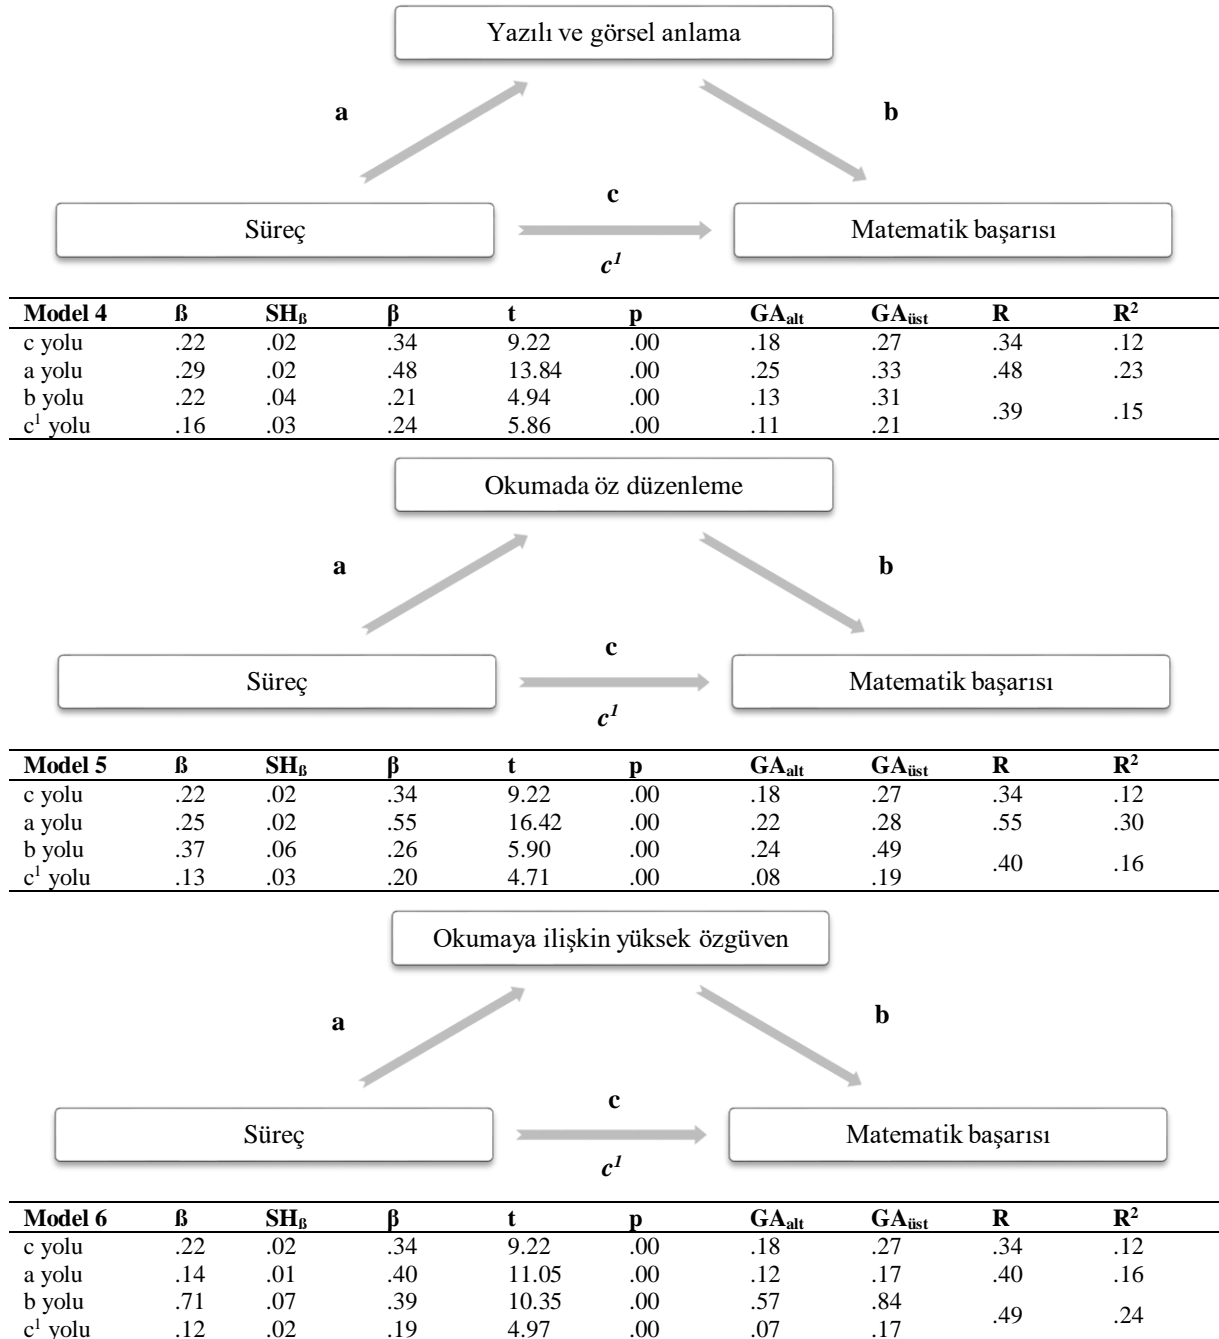 Yazılı ve görsel anlama
a
b
c
Süreç
Matematik başarısı
c¹
Model 4 ß SHß β t p GAalt GAüst R R²
c yolu .22 .02 .34 9.22 .00 .18 .27 .34 .12
a yolu .29 .02 .48 13.84 .00 .25 .33 .48 .23
b yolu .22 .04 .21 4.94 .00 .13 .31 .39 .15
c¹ yolu .16 .03 .24 5.86 .00 .11 .21
Okumada öz düzenleme
a
b
c
Süreç
Matematik başarısı
c¹
Model 5 ß SHß β t p GAalt GAüst R R²
c yolu .22 .02 .34 9.22 .00 .18 .27 .34 .12
a yolu .25 .02 .55 16.42 .00 .22 .28 .55 .30
b yolu .37 .06 .26 5.90 .00 .24 .49 .40 .16
c¹ yolu .13 .03 .20 4.71 .00 .08 .19
Okumaya ilişkin yüksek özgüven
a
b
c
Süreç
Matematik başarısı
c¹
Model 6 ß SHß β t p GAalt GAüst R R²
c yolu .22 .02 .34 9.22 .00 .18 .27 .34 .12
a yolu .14 .01 .40 11.05 .00 .12 .17 .40 .16
b yolu .71 .07 .39 10.35 .00 .57 .84 .49 .24
c¹ yolu .12 .02 .19 4.97 .00 .07 .17